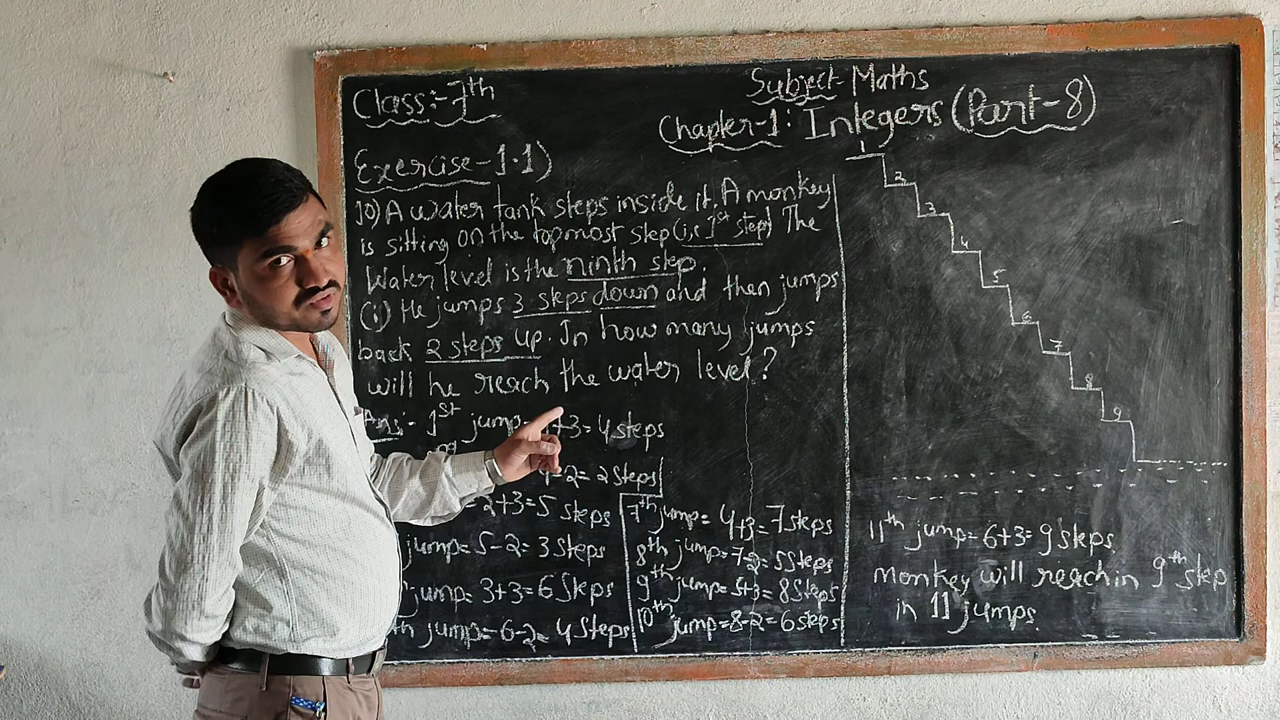 Class:- 7th
Subject- Maths
Chapter-1: Integers (Part-8)
Exercise-1.1)
10) A water tank steps inside it. A monkey
is sitting on the topmost step (i,e 1st step) The
Water level is the ninth step.
(i) He jumps 3 steps down and then jumps
back 2 steps up. In how many jumps
will he reach the water level?
Ans:- 1st jump= 1+3= 4 steps
nd 4-2= 2 Steps
= 2+3= 5 steps
jump= 5-2= 3 Steps
jump= 3+3= 6 Steps
th jump= 6-2= 4 Steps
7th jump= 4+3= 7 steps
8th jump= 7-2= 5 Steps
9th jump= 5+3= 8 Steps
10th jump= 8-2= 6 steps
1
2
3
4
5
6
7
8
9
11th jump= 6+3= 9 steps.
monkey will reach in 9th step
in 11 jumps.